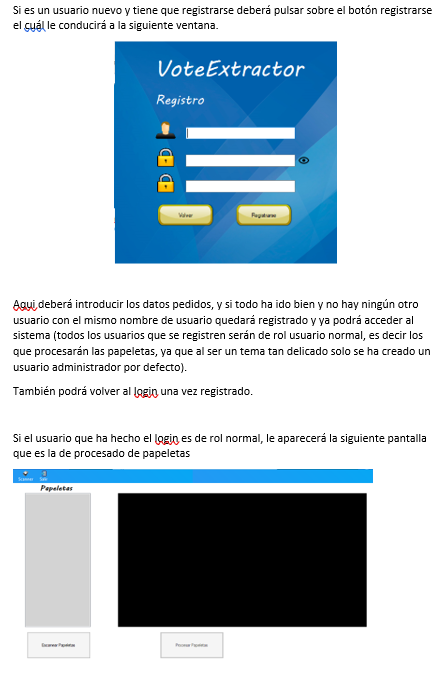 Si es un usuario nuevo y tiene que registrarse deberá pulsar sobre el botón registrarse
el cuál le conducirá a la siguiente ventana.
VoteExtractor
Registro
Volver
Registrarse
Aqui deberá introducir los datos pedidos, y si todo ha ido bien y no hay ningún otro
usuario con el mismo nombre de usuario quedará registrado y ya podrá acceder al
sistema (todos los usuarios que se registren serán de rol usuario normal, es decir los
que procesarán las papeletas, ya que al ser un tema tan delicado solo se ha creado un
usuario administrador por defecto).
También podrá volver al login una vez registrado.
Si el usuario que ha hecho el login es de rol normal, le aparecerá la siguiente pantalla
que es la de procesado de papeletas
Papeletas
Escanear Papeletas
Procesar Papeletas